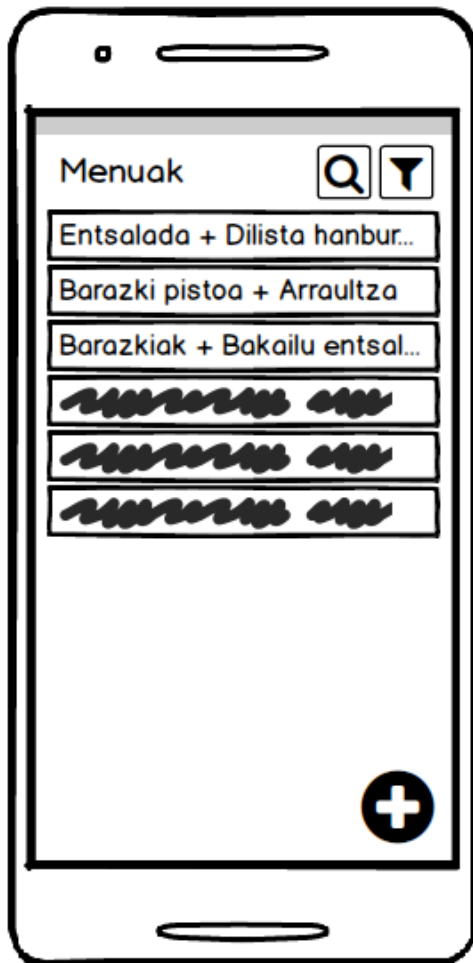 Menuak
Entsalada + Dilista hanbur...
Barazki pistoa + Arraultza
Barazkiak + Bakailu entsal...